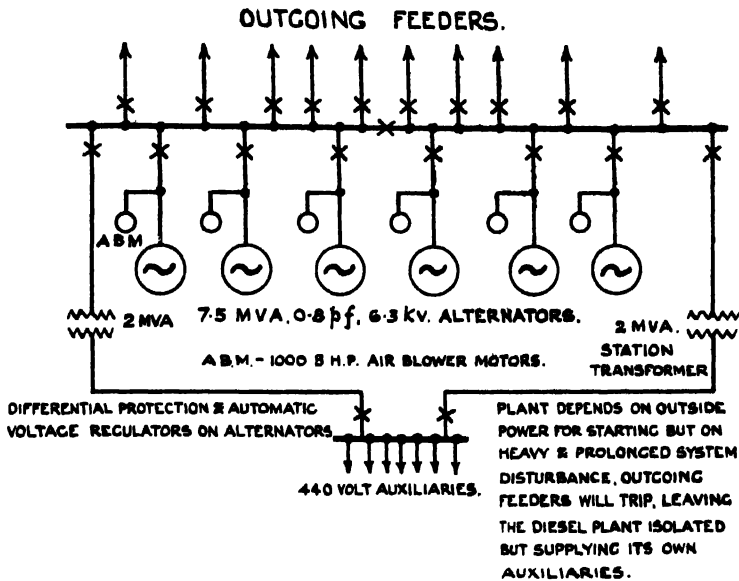 OUTGOING FEEDERS.
ABM
2 MVA
7.5 MVA, 0.8 pf, 6.3 kv. ALTERNATORS.
2 MVA.
STATION
TRANSFORMER
A.B.M. - 1000 B H.P. AIR BLOWER MOTORS.
DIFFERENTIAL PROTECTION & AUTOMATIC
VOLTAGE REGULATORS ON ALTERNATORS
440 VOLT AUXILIARIES.
PLANT DEPENDS ON OUTSIDE
POWER FOR STARTING BUT ON
HEAVY & PROLONGED SYSTEM
DISTURBANCE, OUTGOING
FEEDERS WILL TRIP, LEAVING
THE DIESEL PLANT ISOLATED
BUT SUPPLYING ITS OWN
AUXILIARIES.